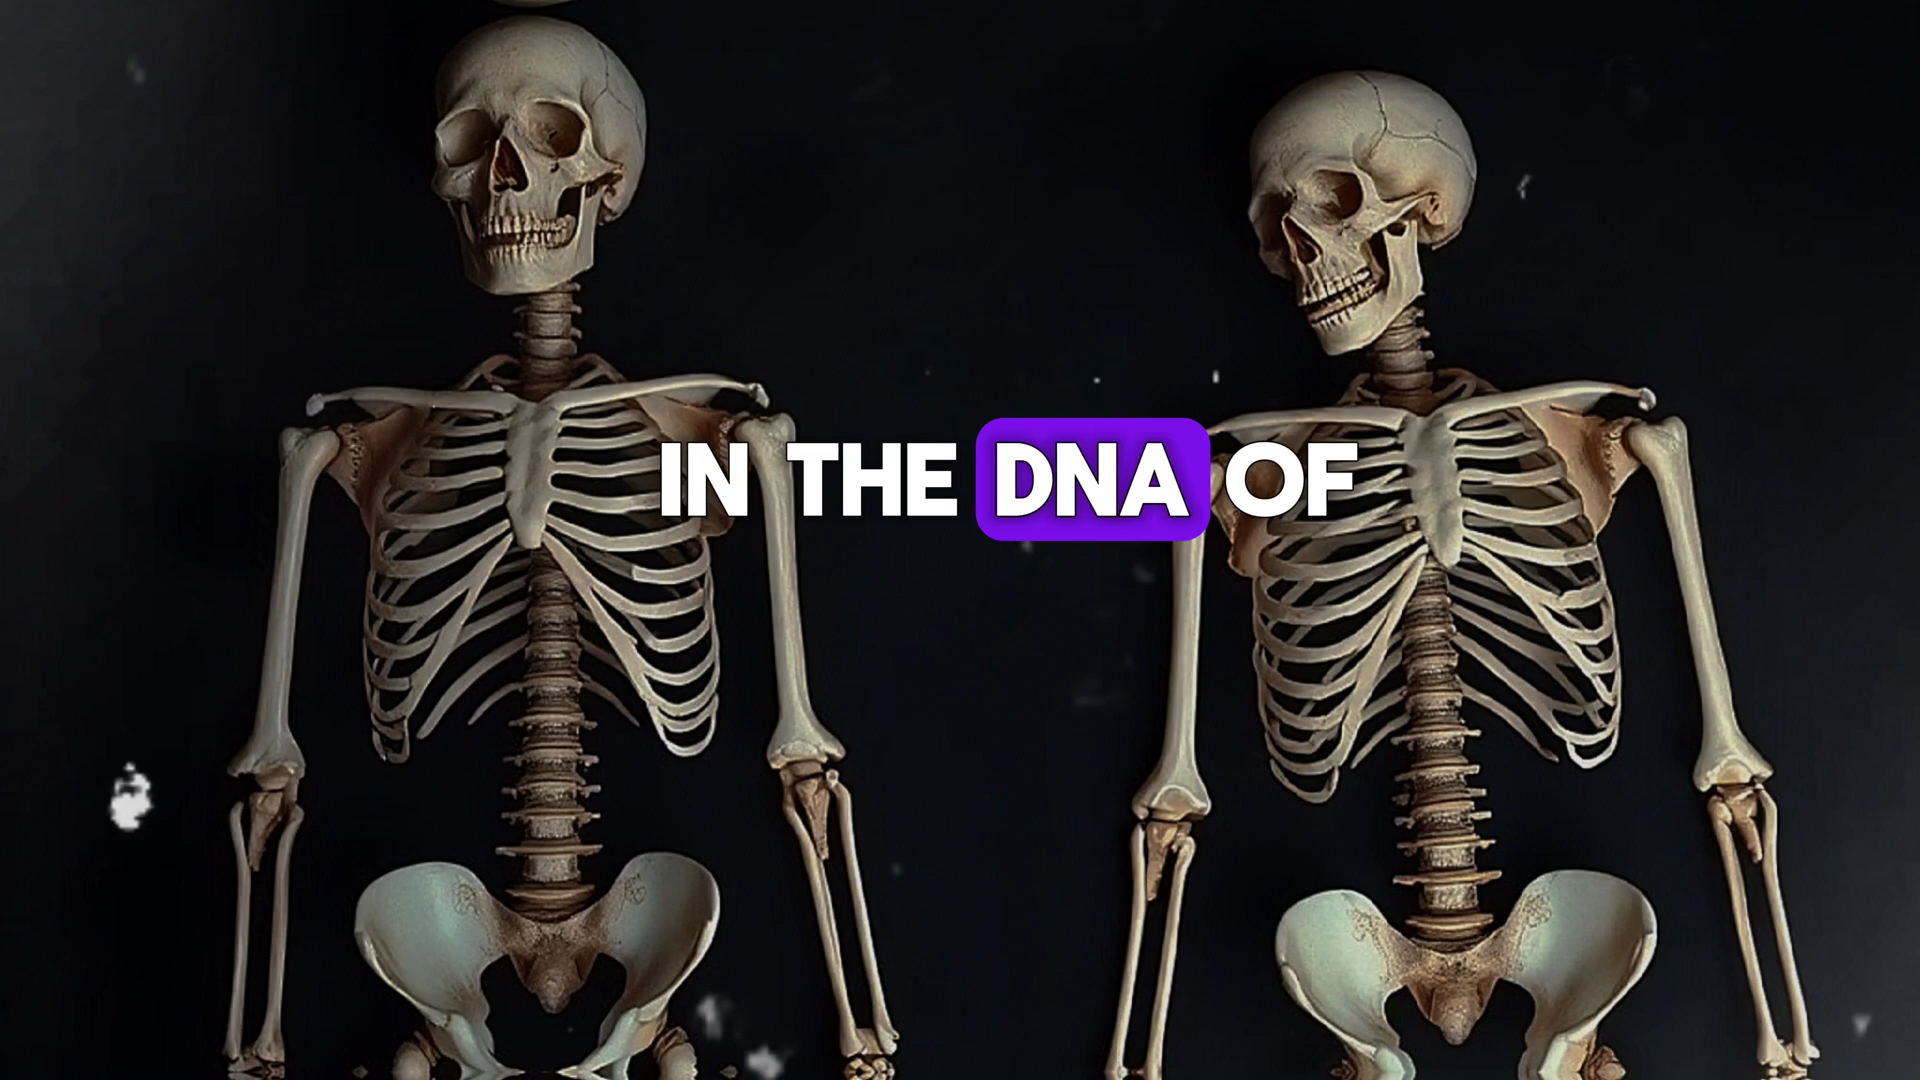 IN THE DNA OF